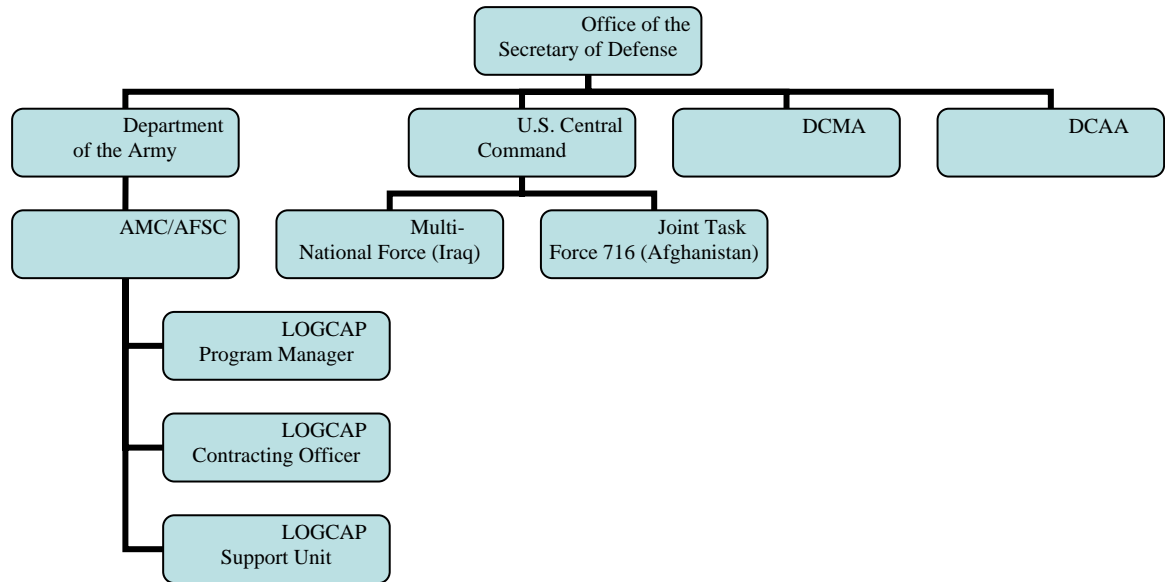 Office of the
Secretary of Defense
Department
of the Army
U.S. Central
Command
DCMA
DCAA
AMC/AFSC
Multi-
National Force (Iraq)
Joint Task
Force 716 (Afghanistan)
LOGCAP
Program Manager
LOGCAP
Contracting Officer
LOGCAP
Support Unit